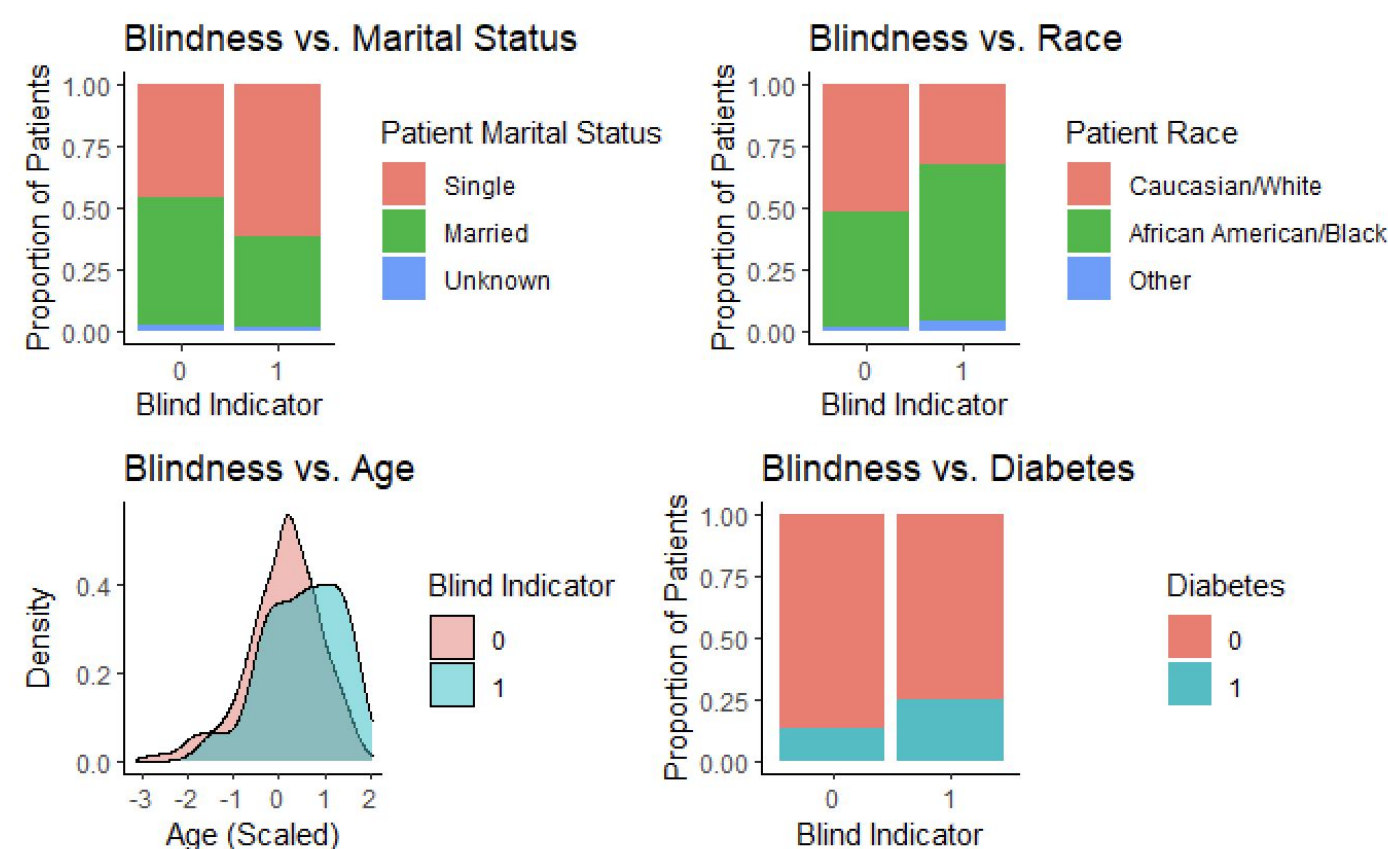 Blindness vs. Marital Status
Proportion of Patients
1.00
0.75
0.50
0.25
0.00
0 1
Blind Indicator
Patient Marital Status
Single
Married
Unknown
Blindness vs. Race
Proportion of Patients
1.00
0.75
0.50
0.25
0.00
0 1
Blind Indicator
Patient Race
Caucasian/White
African American/Black
Other
Blindness vs. Age
Density
0.4
0.2
0.0
-3 -2 -1 0 1 2
Age (Scaled)
Blind Indicator
0
1
Blindness vs. Diabetes
Proportion of Patients
1.00
0.75
0.50
0.25
0.00
0 1
Blind Indicator
Diabetes
0
1